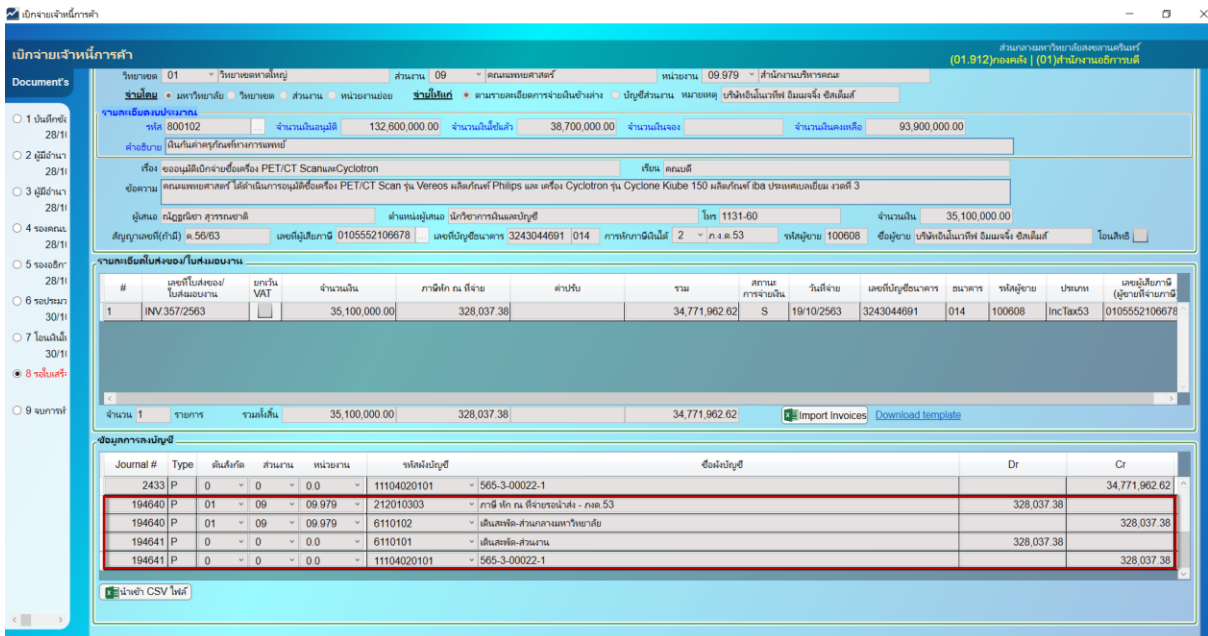 เบิกจ่ายเจ้าหนี้การค้า
เบิกจ่ายเจ้าหนี้การค้า
ส่วนกลางมหาวิทยาลัยสงขลานครินทร์
(01.912)กองคลัง | (01)สำนักงานอธิการบดี
Document's
วิทยาเขต 01 วิทยาเขตหาดใหญ่ ส่วนงาน 09 คณะแพทยศาสตร์ หน่วยงาน 09.979 สำนักงานบริหารคณะ
จ่ายโดย มหาวิทยาลัย วิทยาเขต ส่วนงาน หน่วยงานย่อย จ่ายให้แก่ ตามรายละเอียดการจ่ายเงินข้างล่าง บัญชีส่วนงาน หมายเหตุ บริษัทอินโนเวทีฟ อิมเมจจิ้ง ซิสเต็มส์
รายละเอียดงบประมาณ
รหัส 800102 ... จำนวนเงินอนุมัติ 132,600,000.00 จำนวนเงินใช้แล้ว 38,700,000.00 จำนวนเงินจอง จำนวนเงินคงเหลือ 93,900,000.00
คำอธิบาย เงินกันค่าครุภัณฑ์ทางการแพทย์
เรื่อง ขออนุมัติเบิกจ่ายซื้อเครื่อง PET/CT ScanและCyclotron เรียน คณบดี
ข้อความ คณะแพทยศาสตร์ ได้ดำเนินการอนุมัติซื้อเครื่อง PET/CT Scan รุ่น Vereos ผลิตภัณฑ์ Philips และ เครื่อง Cyclotron รุ่น Cyclone Kiube 150 ผลิตภัณฑ์ iba ประเทศเบลเยี่ยม งวดที่ 3
ผู้เสนอ ณัฏฐณิชา สุวรรณชาติ ตำแหน่งผู้เสนอ นักวิชาการเงินและบัญชี โทร 1131-60 จำนวนเงิน 35,100,000.00
สัญญาเลขที่(ถ้ามี) ค.56/63 เลขที่ผู้เสียภาษี 0105552106678 ... เลขที่บัญชีธนาคาร 3243044691 014 การหักภาษีเงินได้ 2 ภ.ง.ด.53 รหัสผู้ขาย 100608 ชื่อผู้ขาย บริษัทอินโนเวทีฟ อิมเมจจิ้ง ซิสเต็มส์ โอนสิทธิ
1 บันทึกข้อ
28/1
2 ผู้มีอำนา
28/1
3 ผู้มีอำนา
28/1
4 รองคณบ
28/1
5 รองอธิกา
28/1
6 รอประมว
30/1
7 โอนเงินใ
30/1
8 รอใบเสร็
9 จบการทํ
รายละเอียดใบส่งของ/ใบส่งมอบงาน
# เลขที่ใบส่งของ/ใบส่งมอบงาน ยกเว้น VAT จำนวนเงิน ภาษีหัก ณ ที่จ่าย ค่าปรับ รวม สถานะการจ่ายเงิน วันที่จ่าย เลขที่บัญชีธนาคาร ธนาคาร รหัสผู้ขาย ประเภท เลขผู้เสียภาษี (ผู้ขายที่จ่ายภาษี)
1 INV.357/2563 35,100,000.00 328,037.38 34,771,962.62 S 19/10/2563 3243044691 014 100608 IncTax53 0105552106678
จำนวน 1 รายการ รวมทั้งสิ้น 35,100,000.00 328,037.38 34,771,962.62 Import Invoices Download template
ข้อมูลการลงบัญชี
Journal # Type ต้นสังกัด ส่วนงาน หน่วยงาน รหัสผังบัญชี ชื่อผังบัญชี Dr Cr
2433 P 0 0 0.0 11104020101 565-3-00022-1 34,771,962.62
194640 P 01 09 09.979 212010303 ภาษี หัก ณ ที่จ่ายรอนำส่ง - ภงด.53 328,037.38
194640 P 01 09 09.979 6110102 เดินสะพัด-ส่วนกลางมหาวิทยาลัย 328,037.38
194641 P 0 0 0.0 6110101 เดินสะพัด-ส่วนงาน 328,037.38
194641 P 0 0 0.0 11104020101 565-3-00022-1 328,037.38
นำเข้า CSV ไฟล์